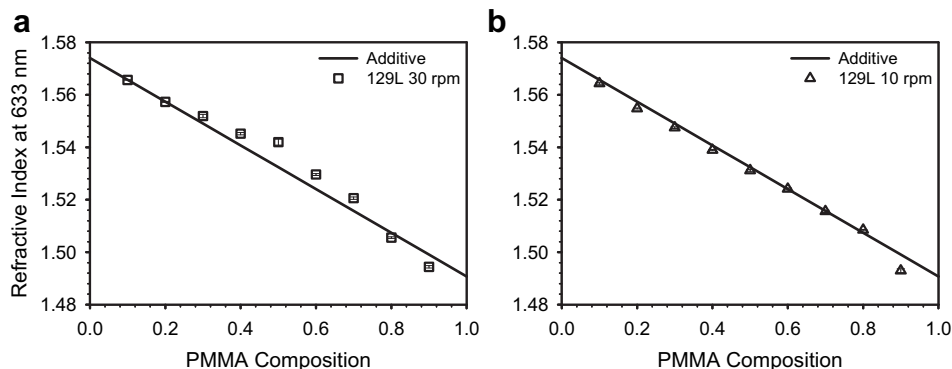 a
b
1.58
1.56
1.54
1.52
1.50
1.48
Refractive Index at 633 nm
Additive
129L 30 rpm
0.0 0.2 0.4 0.6 0.8 1.0
PMMA Composition
1.58
1.56
1.54
1.52
1.50
1.48
Additive
129L 10 rpm
0.0 0.2 0.4 0.6 0.8 1.0
PMMA Composition